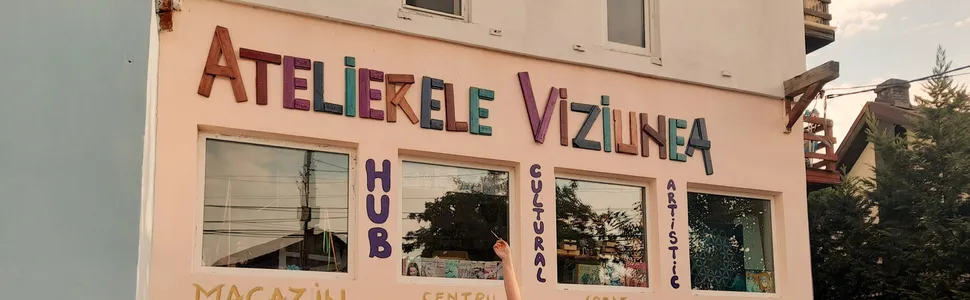 ATELIERELE VIZIUNEA
HUB
CULTURAL
ARTISTIC
MAGAZIN
CENTRU